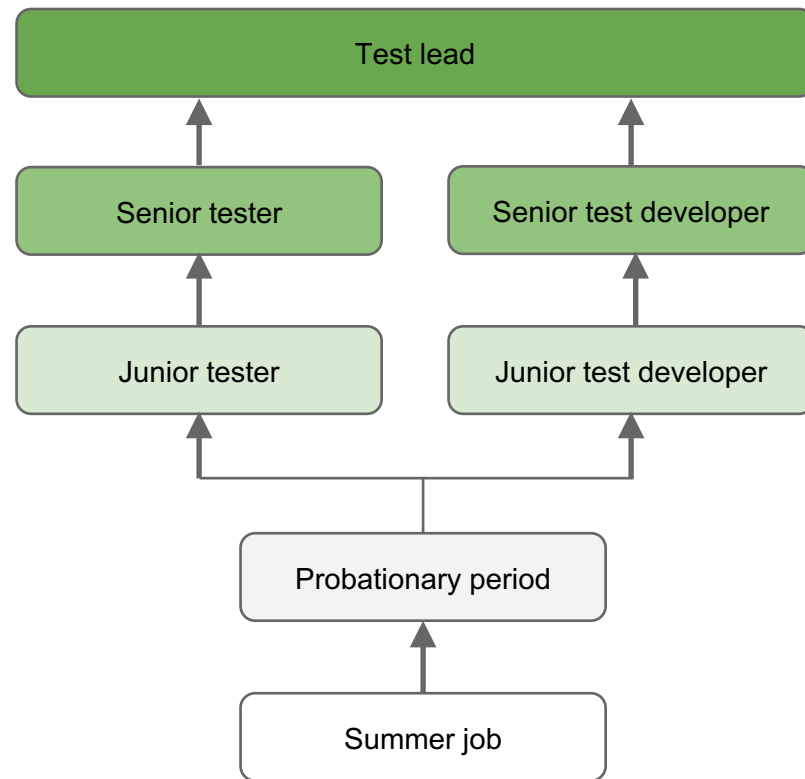 Test lead
Senior tester
Senior test developer
Junior tester
Junior test developer
Probationary period
Summer job